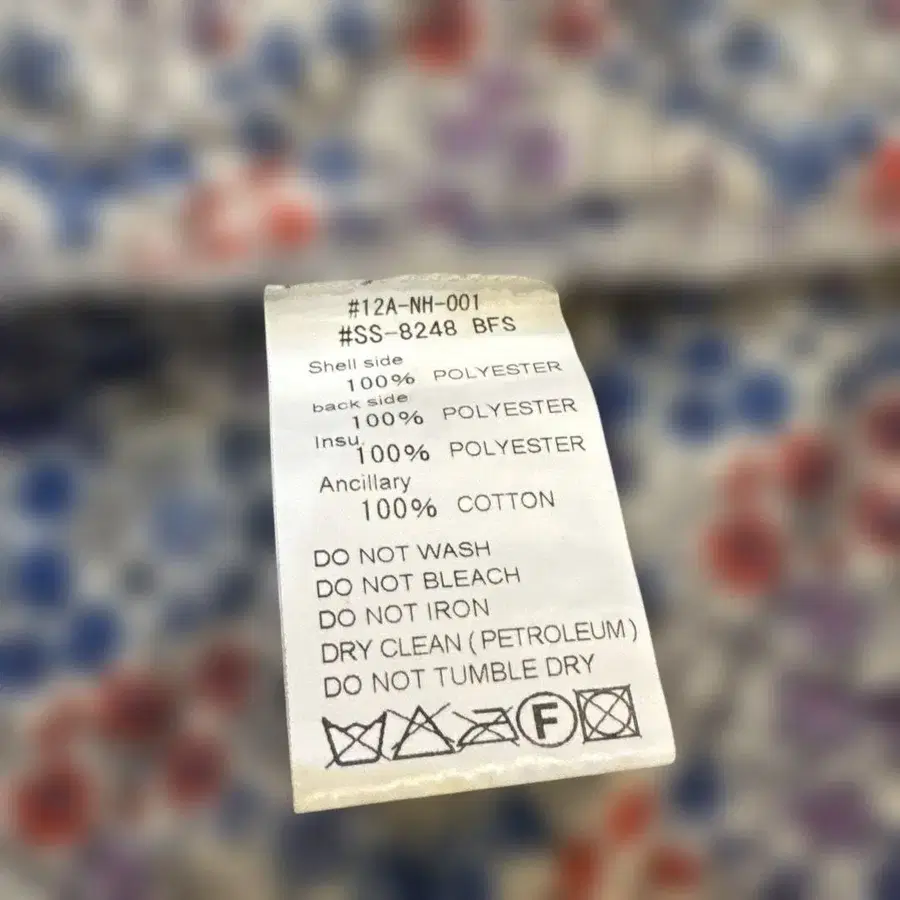 #12A-NH-001
#SS-8248 BFS
Shell side
100% POLYESTER
back side
100% POLYESTER
Insu.
100% POLYESTER
Ancillary
100% COTTON
DO NOT WASH
DO NOT BLEACH
DO NOT IRON
DRY CLEAN (PETROLEUM)
DO NOT TUMBLE DRY
F